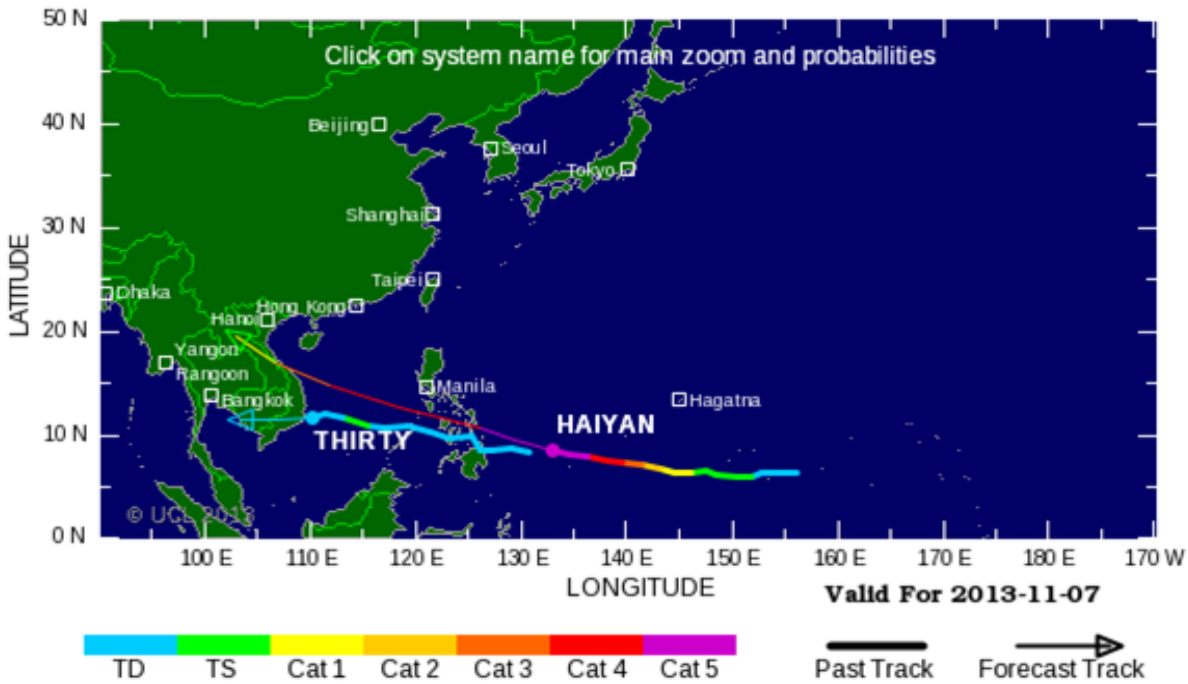 50 N
Click on system name for main zoom and probabilities
40 N
Beijing
Seoul
Tokyo
Shanghai
30 N
LATITUDE
Taipei
Dhaka
Hong Kong
Hanoi
20 N
Yangon
Rangoon
Manila
Bangkok
Hagatna
HAIYAN
THIRTY
10 N
© UCL 2013
0 N
100 E 110 E 120 E 130 E 140 E 150 E 160 E 170 E 180 E 170 W
LONGITUDE
Valid For 2013-11-07
TD TS Cat 1 Cat 2 Cat 3 Cat 4 Cat 5 Past Track Forecast Track